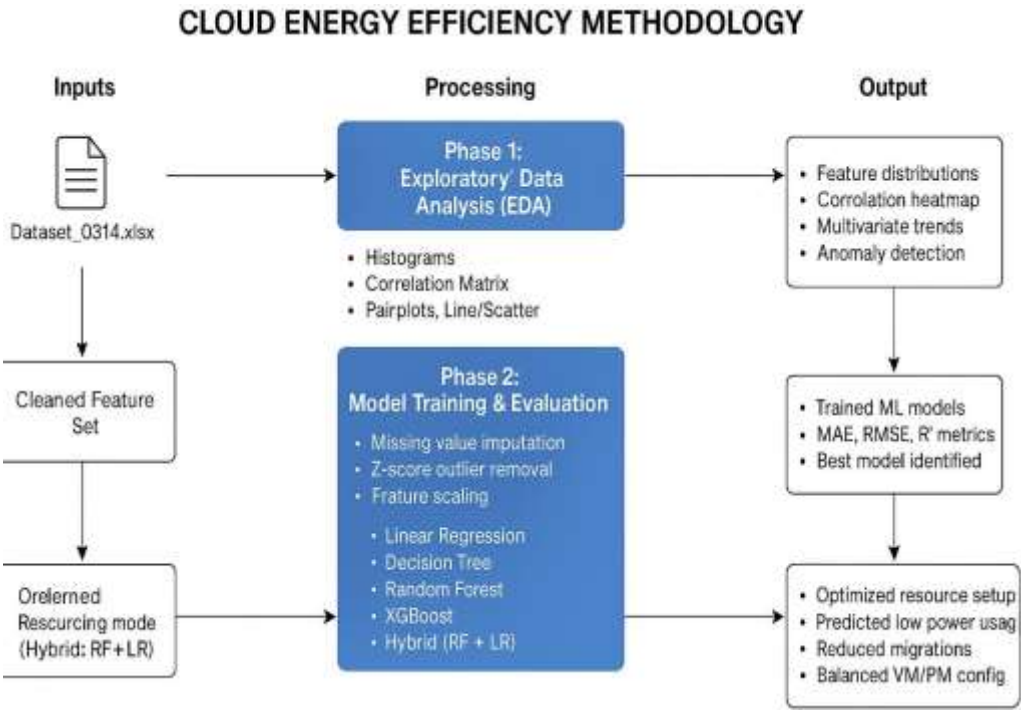 CLOUD ENERGY EFFICIENCY METHODOLOGY
Inputs
Processing
Output
Dataset_0314.xlsx
Phase 1:
Exploratory' Data
Analysis (EDA)
• Histograms
• Correlation Matrix
• Pairplots, Line/Scatter
• Feature distributions
• Corrolation heatmap
• Multivariate trends
• Anomaly detection
Cleaned Feature
Set
Phase 2:
Model Training & Evaluation
• Missing value imputation
• Z-score outlier removal
• Frature scaling
• Linear Regression
• Decision Tree
• Random Forest
• XGBoost
• Hybrid (RF + LR)
• Trained ML models
• MAE, RMSE, R' metrics
• Best model identified
Orelerned
Rescurcing mode
(Hybrid: RF+LR)
• Optimized resource setup
• Predicted low power usag
• Reduced migrations
• Balanced VM/PM config